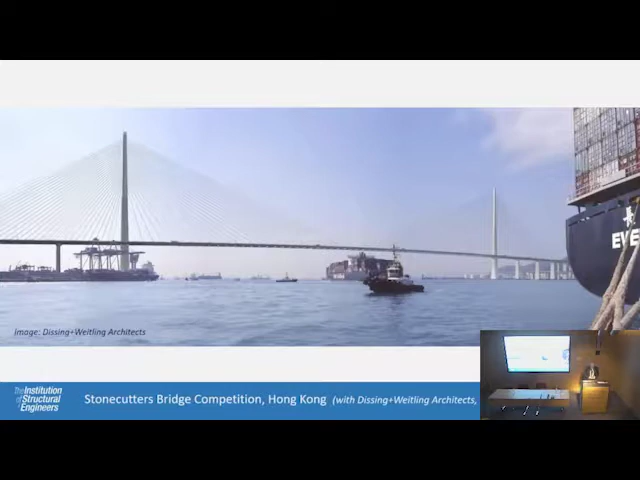 EVE
Image: Dissing+Weitling Architects
The Institution
of Structural
Engineers
Stonecutters Bridge Competition, Hong Kong (with Dissing+Weitling Architects,